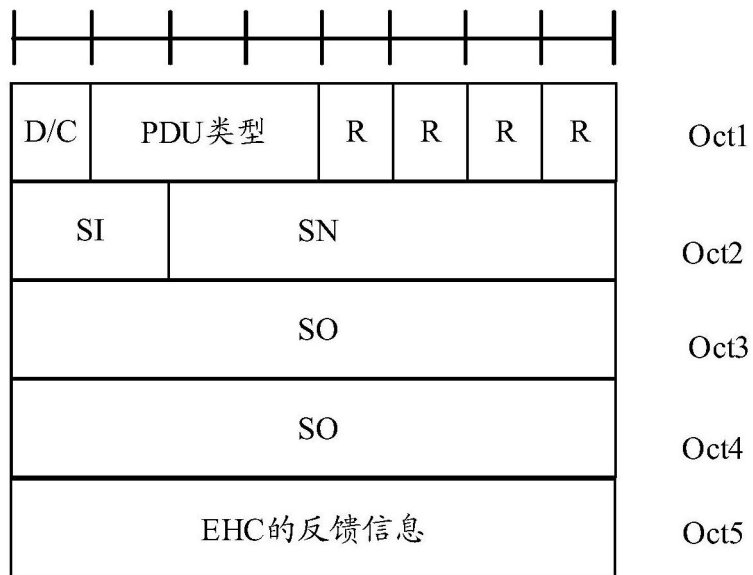 D/C PDU类型 R R R R Oct1
SI SN Oct2
SO Oct3
SO Oct4
EHC的反馈信息 Oct5